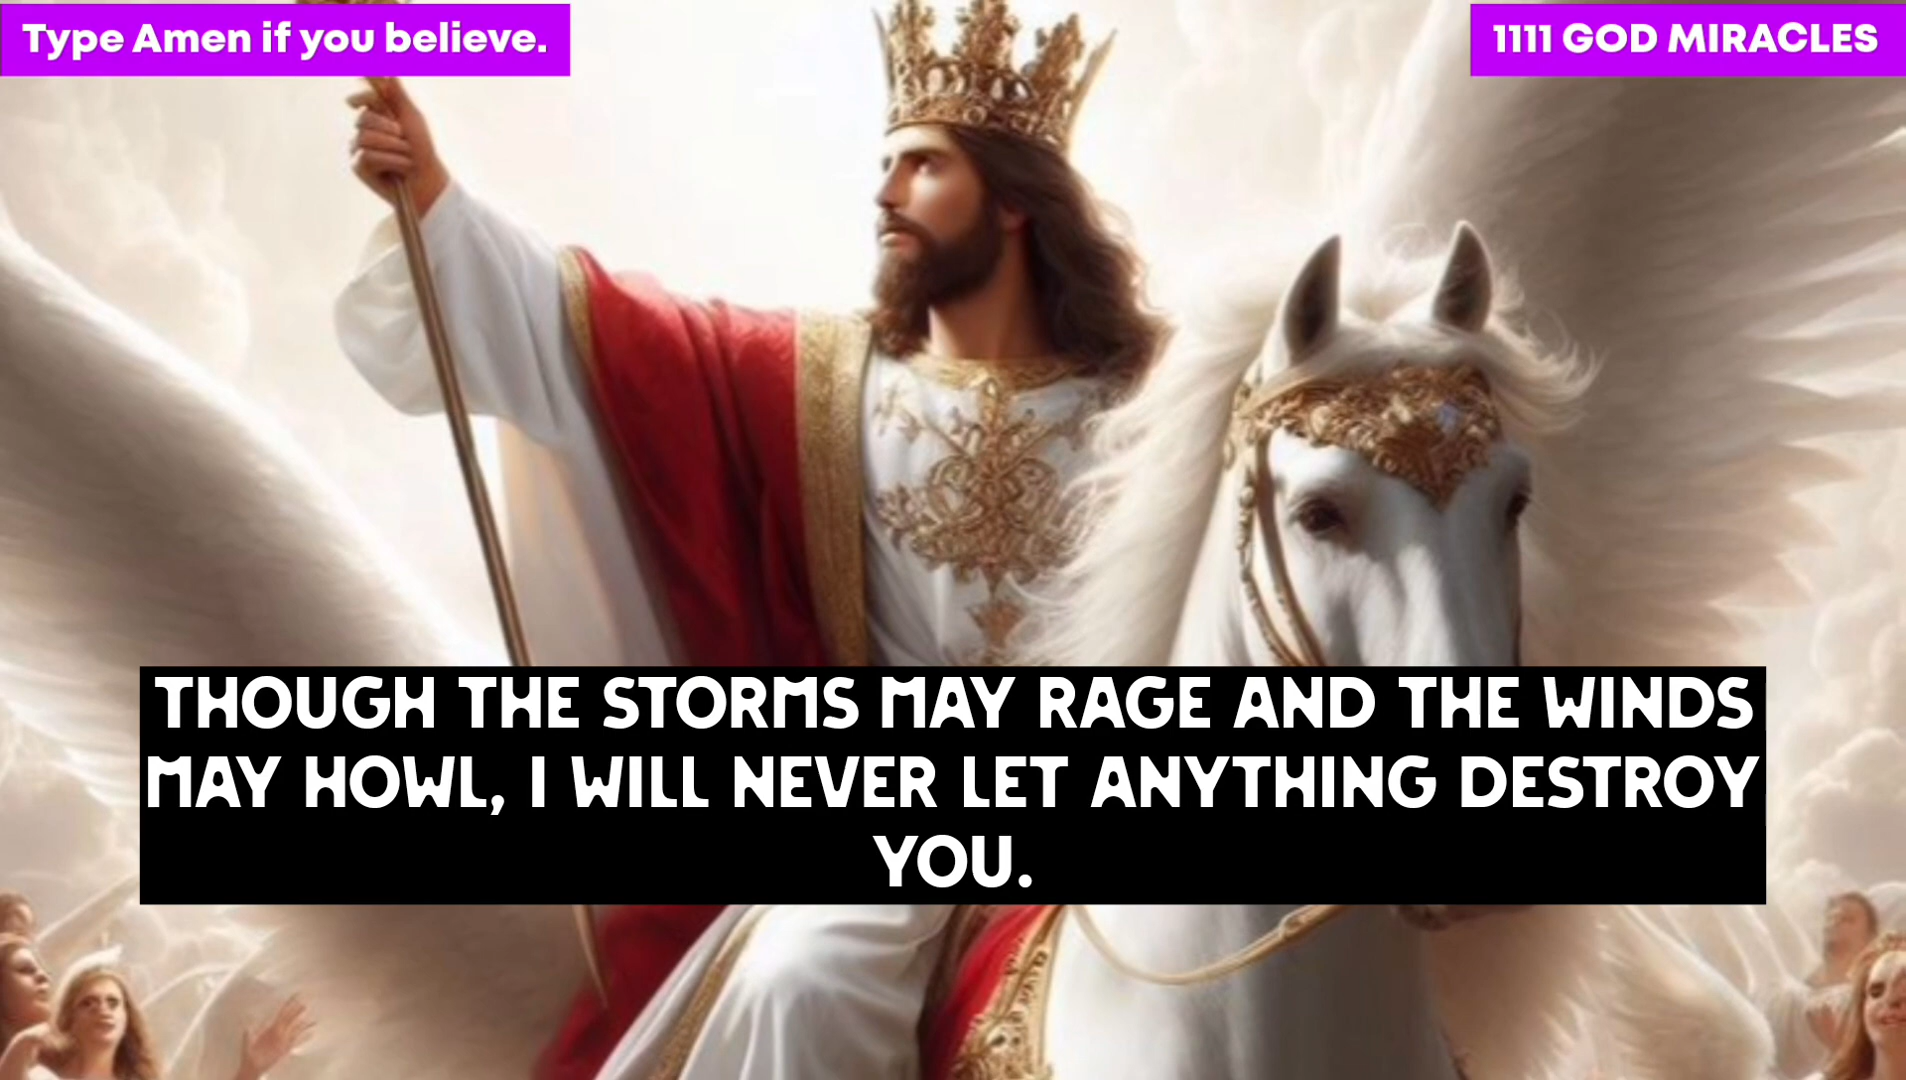 Type Amen if you believe.
1111 GOD MIRACLES
THOUGH THE STORMS MAY RAGE AND THE WINDS
MAY HOWL, I WILL NEVER LET ANYTHING DESTROY
YOU.